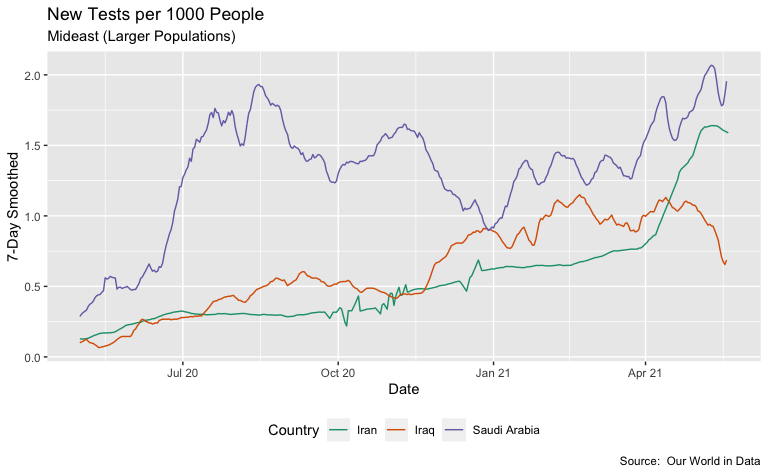 New Tests per 1000 People
Mideast (Larger Populations)
2.0
1.5
1.0
0.5
0.0
7-Day Smoothed
Jul 20 Oct 20 Jan 21 Apr 21
Date
Country Iran Iraq Saudi Arabia
Source:  Our World in Data